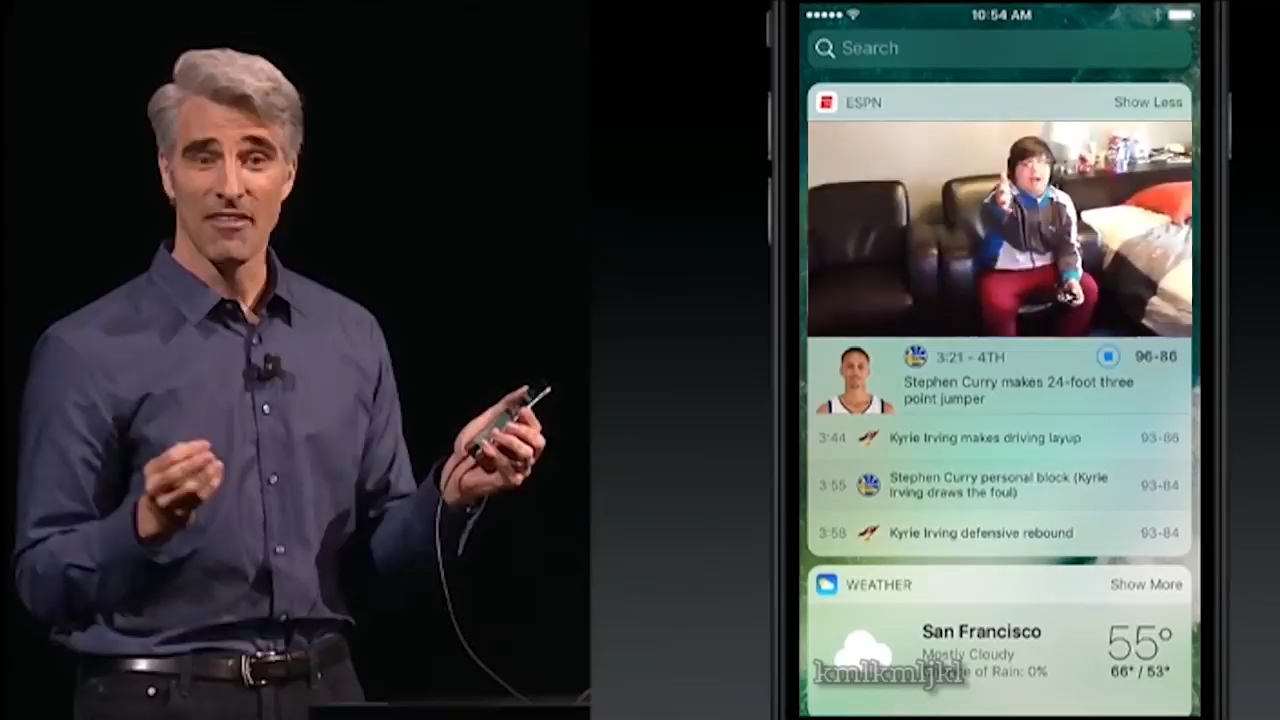 10:54 AM
Search
ESPN
Show Less
3:21 - 4TH
96-86
Stephen Curry makes 24-foot three
point jumper
3:44
Kyrie Irving makes driving layup
93-86
3:55
Stephen Curry personal block (Kyrie
Irving draws the foul)
93-84
3:58
Kyrie Irving defensive rebound
93-84
WEATHER
Show More
San Francisco
55°
Mostly Cloudy
of Rain: 0%
66° / 53°
kmlkmljkl